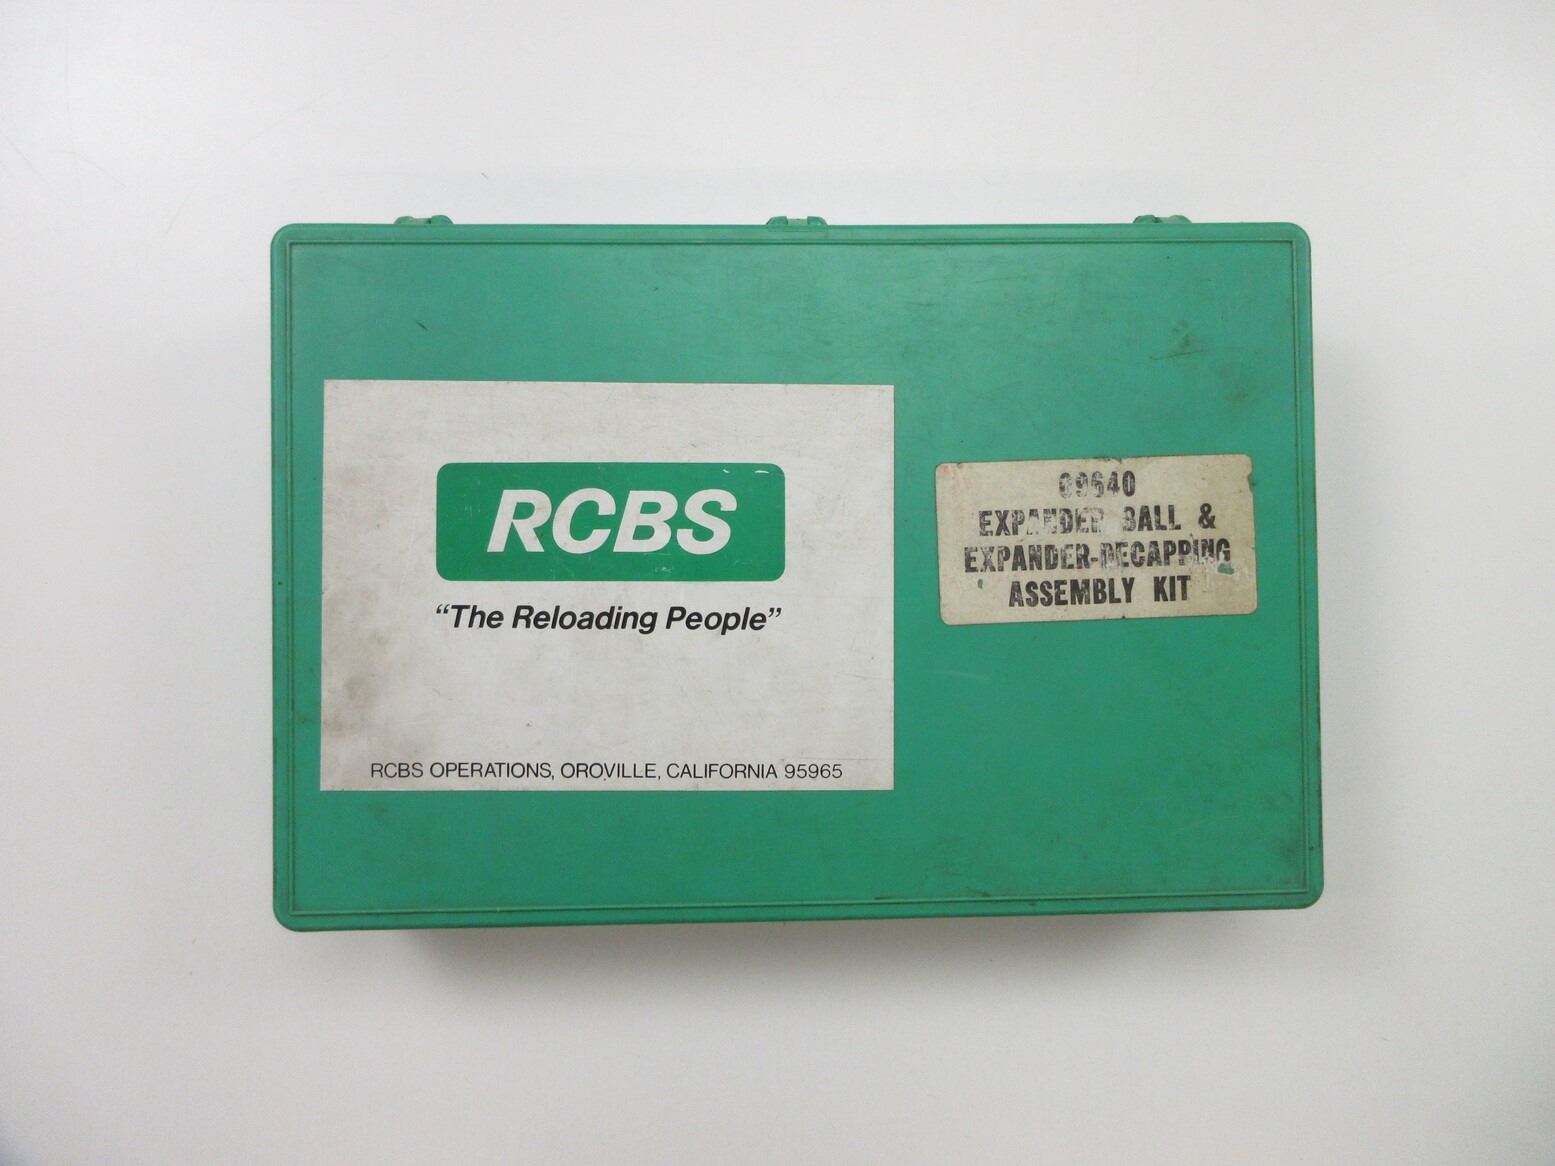 RCBS
“The Reloading People”
RCBS OPERATIONS, OROVILLE, CALIFORNIA 95965
09640
EXPANDER BALL &
EXPANDER-DECAPPING
ASSEMBLY KIT